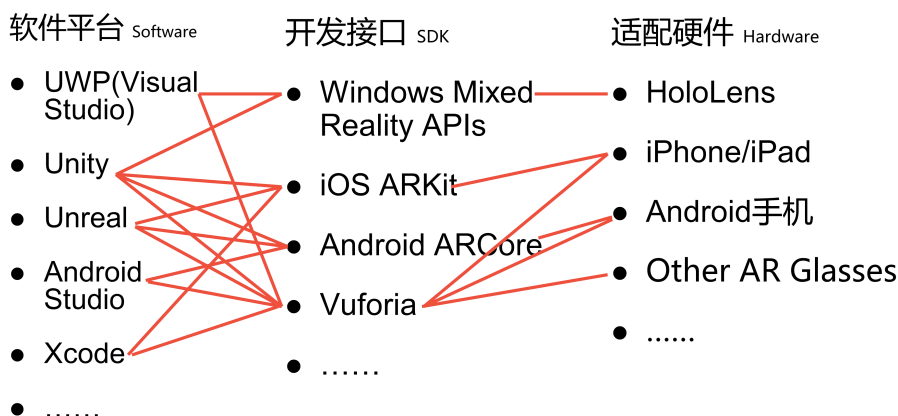 软件平台 Software
● UWP(Visual
Studio)
● Unity
● Unreal
● Android
Studio
● Xcode
● ……
开发接口 SDK
● Windows Mixed
Reality APIs
● iOS ARKit
● Android ARCore
● Vuforia
● ……
适配硬件 Hardware
● HoloLens
● iPhone/iPad
● Android手机
● Other AR Glasses
● ......